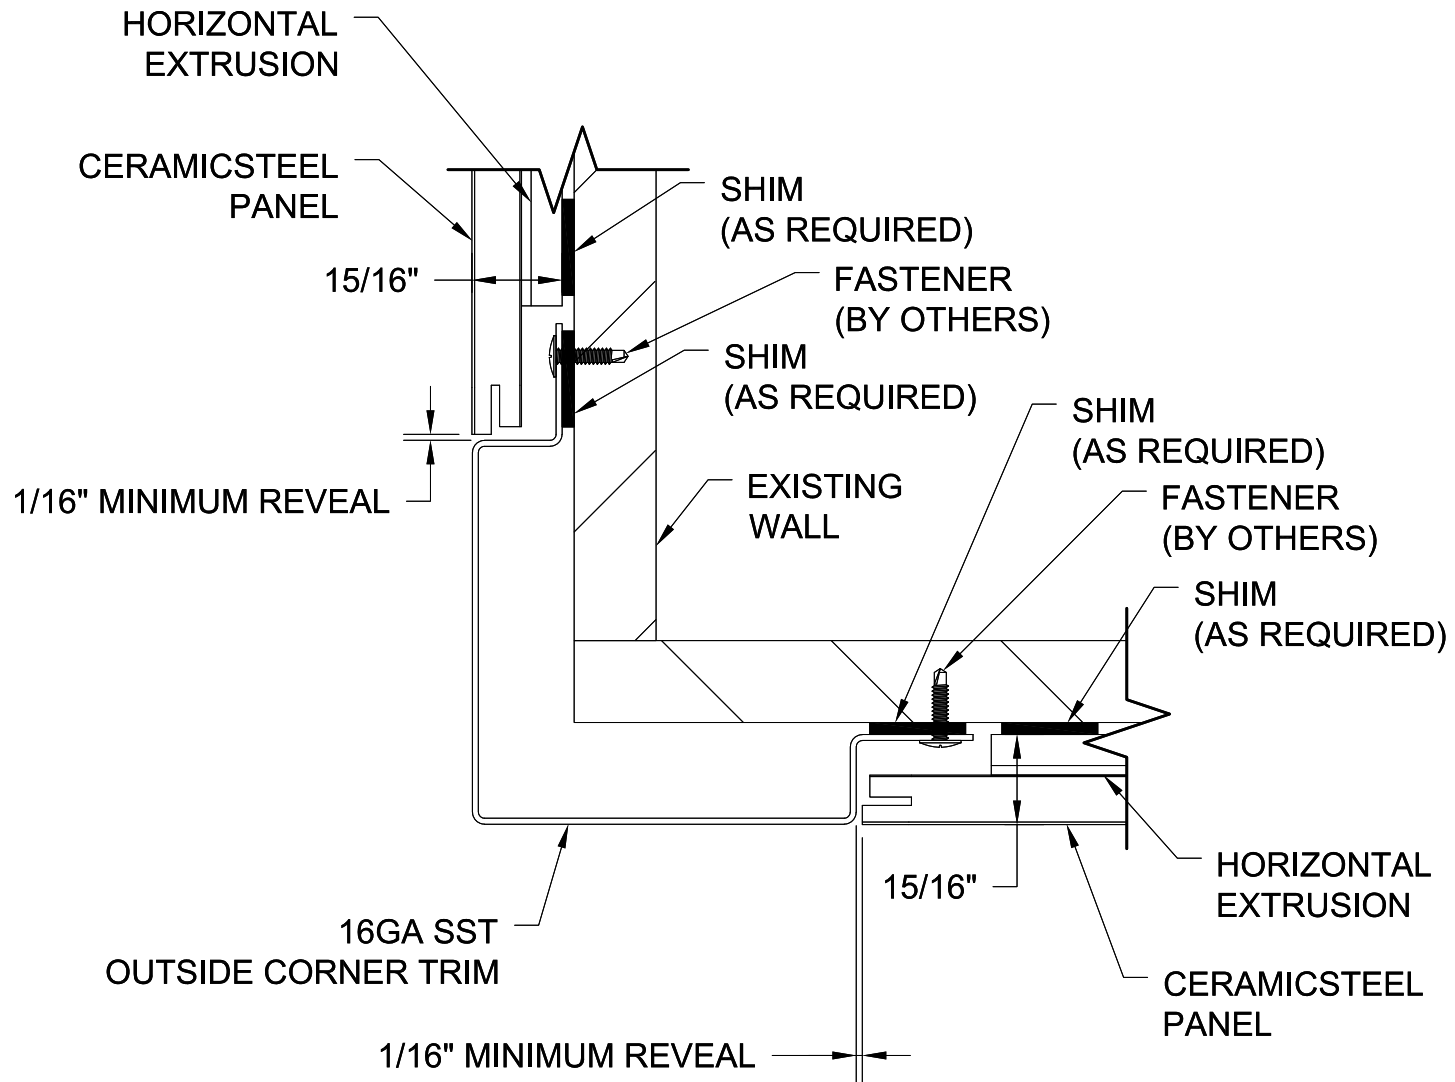 HORIZONTAL
EXTRUSION
CERAMICSTEEL
PANEL
SHIM
(AS REQUIRED)
15/16"
FASTENER
(BY OTHERS)
SHIM
(AS REQUIRED)
SHIM
(AS REQUIRED)
1/16" MINIMUM REVEAL
EXISTING
WALL
FASTENER
(BY OTHERS)
SHIM
(AS REQUIRED)
15/16"
HORIZONTAL
EXTRUSION
16GA SST
OUTSIDE CORNER TRIM
CERAMICSTEEL
PANEL
1/16" MINIMUM REVEAL